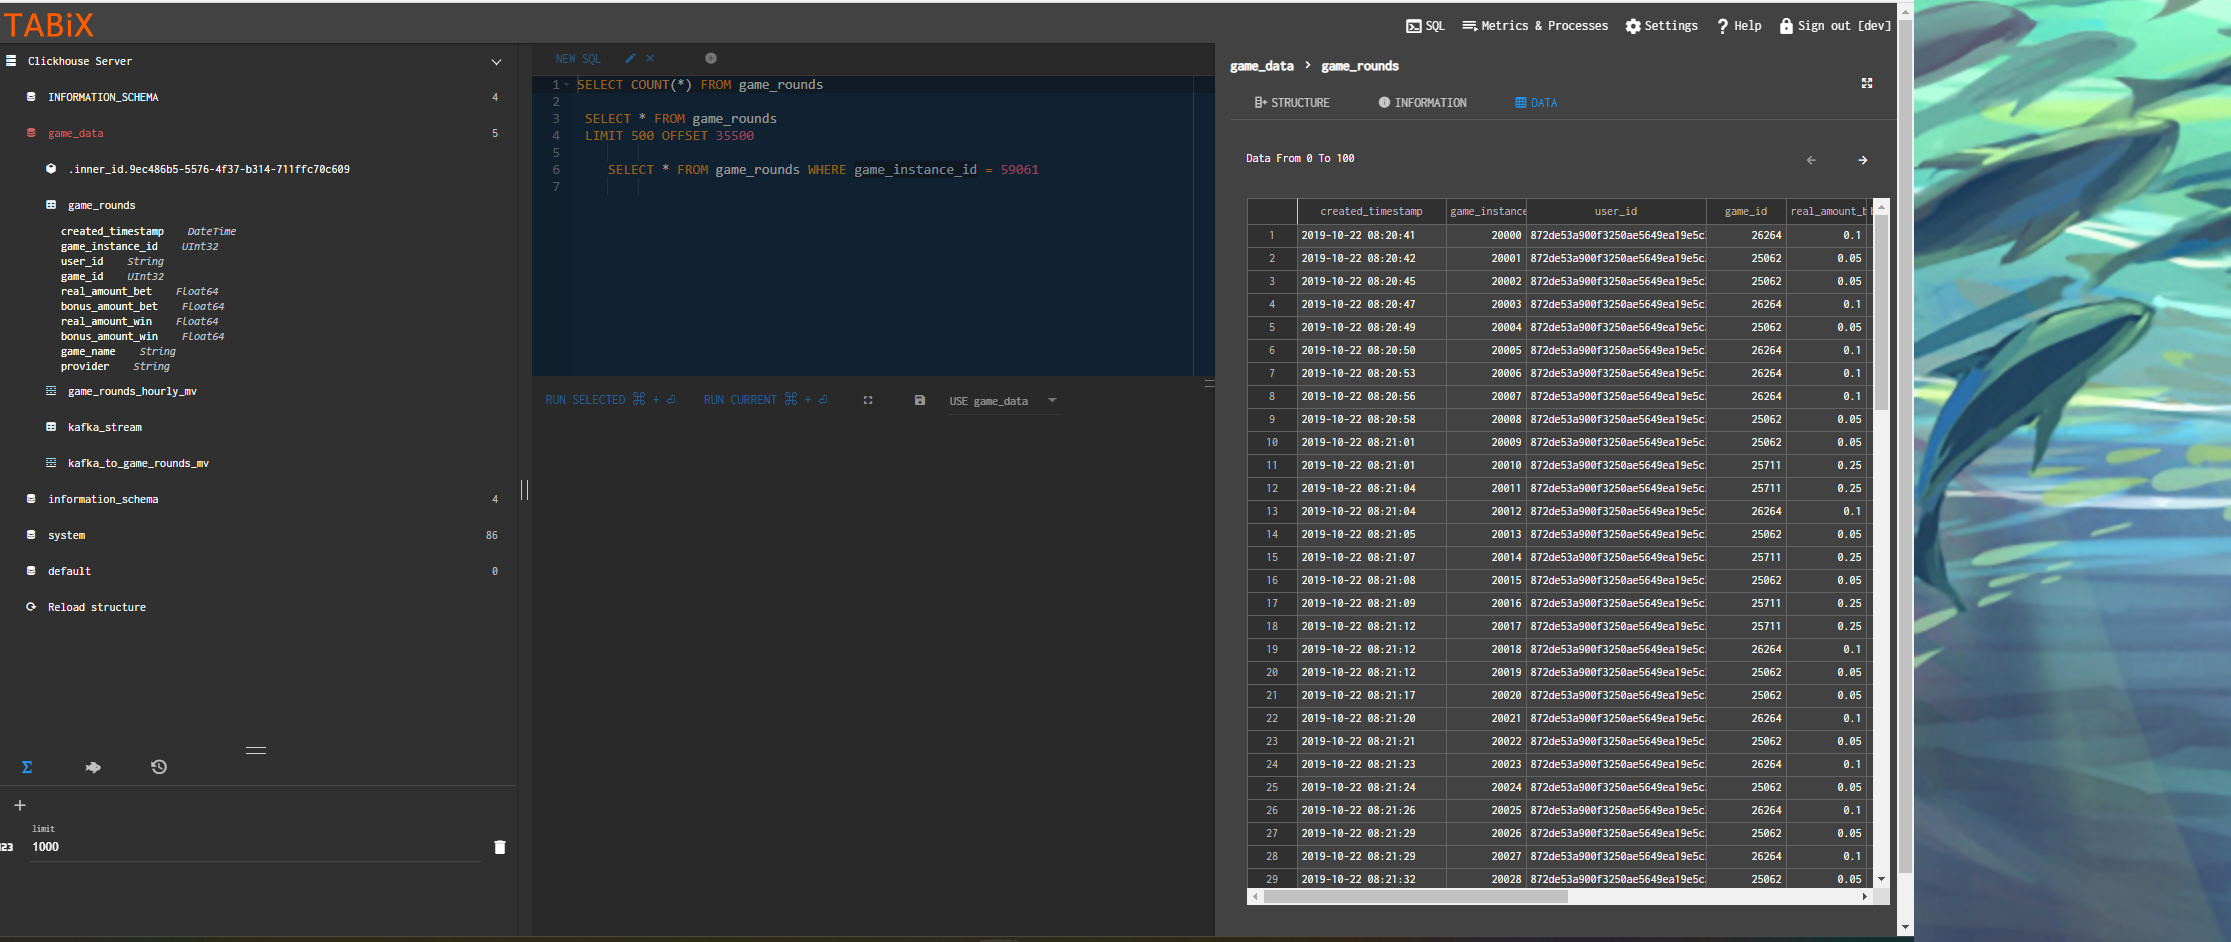 TABiX
SQL Metrics & Processes Settings Help Sign out [dev]
Clickhouse Server
INFORMATION_SCHEMA 4
game_data 5
.inner_id.9ec486b5-5576-4f37-b314-711ffc70c609
game_rounds
created_timestamp DateTime
game_instance_id UInt32
user_id String
game_id UInt32
real_amount_bet Float64
bonus_amount_bet Float64
real_amount_win Float64
bonus_amount_win Float64
game_name String
provider String
game_rounds_hourly_mv
kafka_stream
kafka_to_game_rounds_mv
information_schema 4
system 86
default 0
Reload structure
limit
123 1000
NEW SQL
1 SELECT COUNT(*) FROM game_rounds
2
3 SELECT * FROM game_rounds
4 LIMIT 500 OFFSET 35500
5
6 SELECT * FROM game_rounds WHERE game_instance_id = 59061
7
RUN SELECTED ⌘ + ⏎ RUN CURRENT ⌘ + ⏎ USE game_data
game_data > game_rounds
STRUCTURE INFORMATION DATA
Data From 0 To 100
created_timestamp game_instance user_id game_id real_amount_b
1 2019-10-22 08:20:41 20000 872de53a900f3250ae5649ea19e5c. 26264 0.1
2 2019-10-22 08:20:42 20001 872de53a900f3250ae5649ea19e5c. 25062 0.05
3 2019-10-22 08:20:45 20002 872de53a900f3250ae5649ea19e5c. 25062 0.05
4 2019-10-22 08:20:47 20003 872de53a900f3250ae5649ea19e5c. 26264 0.1
5 2019-10-22 08:20:49 20004 872de53a900f3250ae5649ea19e5c. 25062 0.05
6 2019-10-22 08:20:50 20005 872de53a900f3250ae5649ea19e5c. 26264 0.1
7 2019-10-22 08:20:53 20006 872de53a900f3250ae5649ea19e5c. 26264 0.1
8 2019-10-22 08:20:56 20007 872de53a900f3250ae5649ea19e5c. 26264 0.1
9 2019-10-22 08:20:58 20008 872de53a900f3250ae5649ea19e5c. 25062 0.05
10 2019-10-22 08:21:01 20009 872de53a900f3250ae5649ea19e5c. 25062 0.05
11 2019-10-22 08:21:01 20010 872de53a900f3250ae5649ea19e5c. 25711 0.25
12 2019-10-22 08:21:04 20011 872de53a900f3250ae5649ea19e5c. 25711 0.25
13 2019-10-22 08:21:04 20012 872de53a900f3250ae5649ea19e5c. 26264 0.1
14 2019-10-22 08:21:05 20013 872de53a900f3250ae5649ea19e5c. 25062 0.05
15 2019-10-22 08:21:07 20014 872de53a900f3250ae5649ea19e5c. 25711 0.25
16 2019-10-22 08:21:08 20015 872de53a900f3250ae5649ea19e5c. 25062 0.05
17 2019-10-22 08:21:09 20016 872de53a900f3250ae5649ea19e5c. 25711 0.25
18 2019-10-22 08:21:12 20017 872de53a900f3250ae5649ea19e5c. 25711 0.25
19 2019-10-22 08:21:12 20018 872de53a900f3250ae5649ea19e5c. 26264 0.1
20 2019-10-22 08:21:12 20019 872de53a900f3250ae5649ea19e5c. 25062 0.05
21 2019-10-22 08:21:17 20020 872de53a900f3250ae5649ea19e5c. 25062 0.05
22 2019-10-22 08:21:20 20021 872de53a900f3250ae5649ea19e5c. 26264 0.1
23 2019-10-22 08:21:21 20022 872de53a900f3250ae5649ea19e5c. 25062 0.05
24 2019-10-22 08:21:23 20023 872de53a900f3250ae5649ea19e5c. 26264 0.1
25 2019-10-22 08:21:24 20024 872de53a900f3250ae5649ea19e5c. 25062 0.05
26 2019-10-22 08:21:26 20025 872de53a900f3250ae5649ea19e5c. 26264 0.1
27 2019-10-22 08:21:29 20026 872de53a900f3250ae5649ea19e5c. 25062 0.05
28 2019-10-22 08:21:29 20027 872de53a900f3250ae5649ea19e5c. 26264 0.1
29 2019-10-22 08:21:32 20028 872de53a900f3250ae5649ea19e5c. 25062 0.05